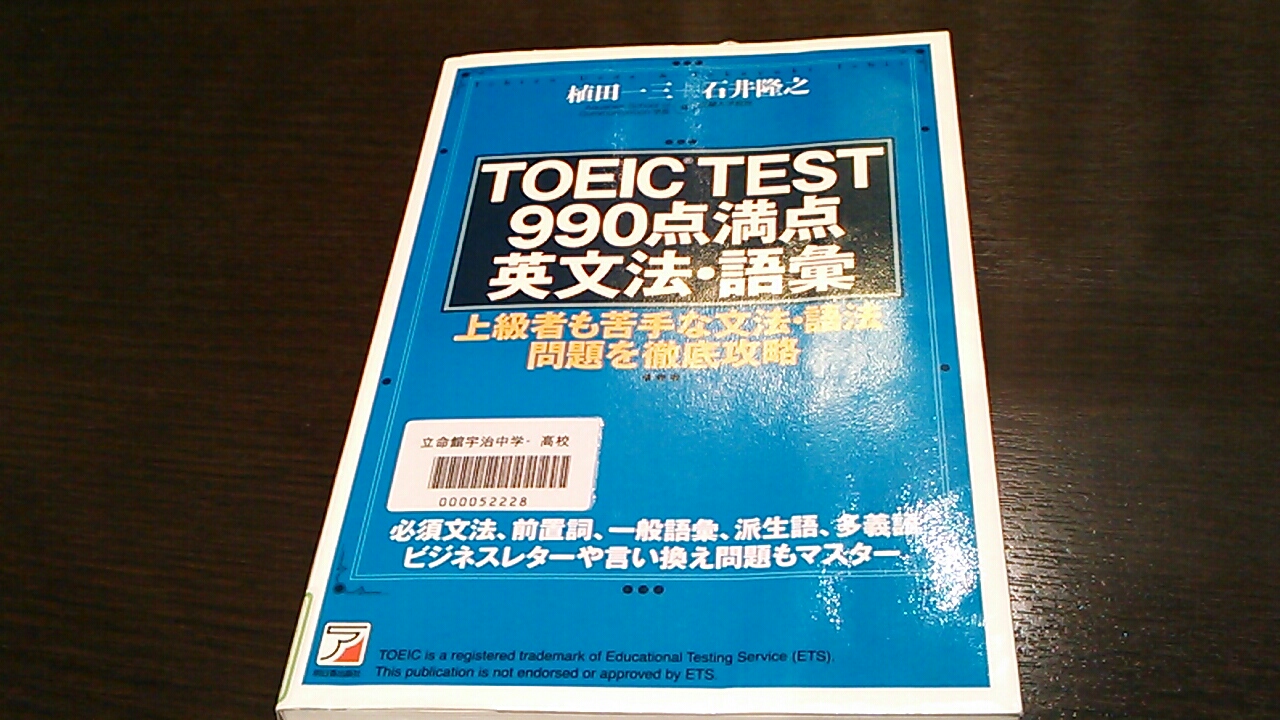 植田一三 石井隆之
TOEIC® TEST
990点満点
英文法・語彙
上級者も苦手な文法・語法
問題を徹底攻略
立命館宇治中学・高校
000052228
必須文法、前置詞、一般語彙、派生語、多義語、
ビジネスレターや言い換え問題もマスター
TOEIC is a registered trademark of Educational Testing Service (ETS).
This publication is not endorsed or approved by ETS.